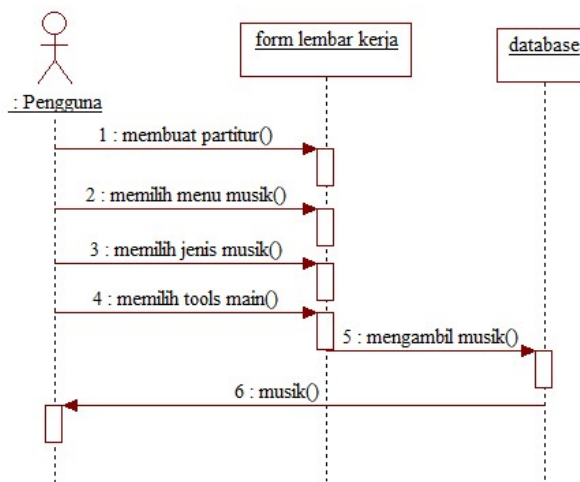 form lembar kerja
database
: Pengguna
1 : membuat partitur()
2 : memilih menu musik()
3 : memilih jenis musik()
4 : memilih tools main()
5 : mengambil musik()
6 : musik()